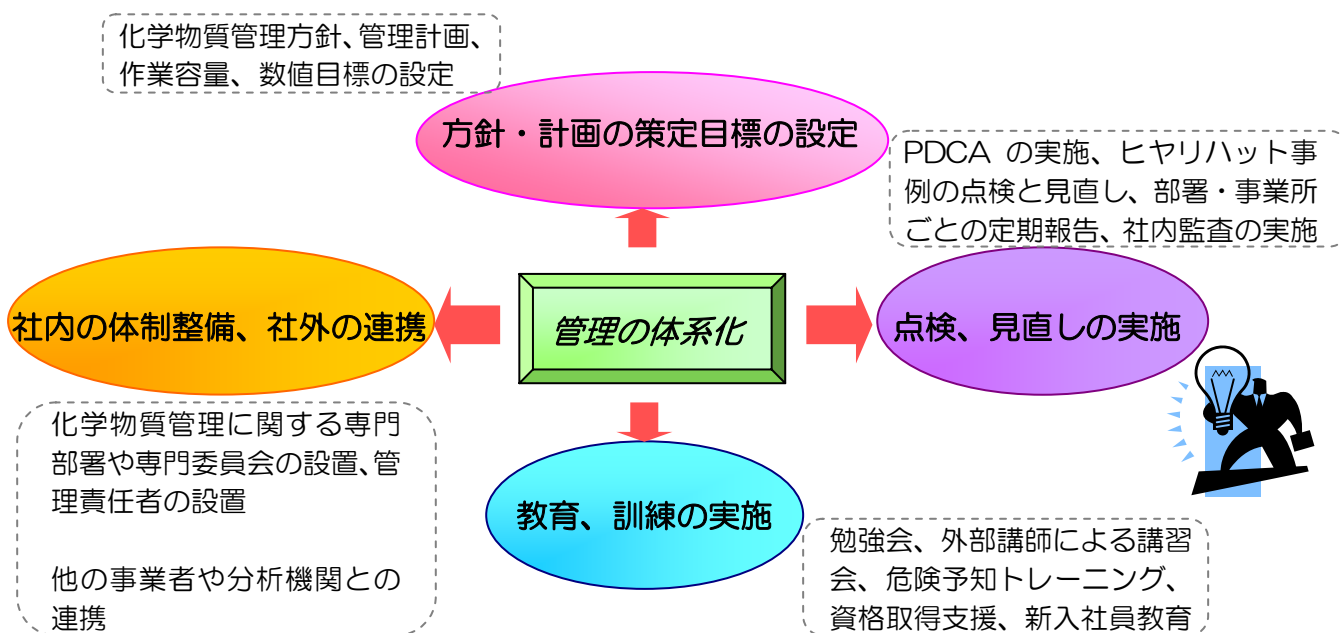 化学物質管理方針、管理計画、
作業容量、数値目標の設定
方針・計画の策定目標の設定
PDCA の実施、ヒヤリハット事
例の点検と見直し、部署・事業所
ごとの定期報告、社内監査の実施
社内の体制整備、社外の連携
管理の体系化
点検、見直しの実施
化学物質管理に関する専門
部署や専門委員会の設置、管
理責任者の設置
他の事業者や分析機関との
連携
教育、訓練の実施
勉強会、外部講師による講習
会、危険予知トレーニング、
資格取得支援、新入社員教育